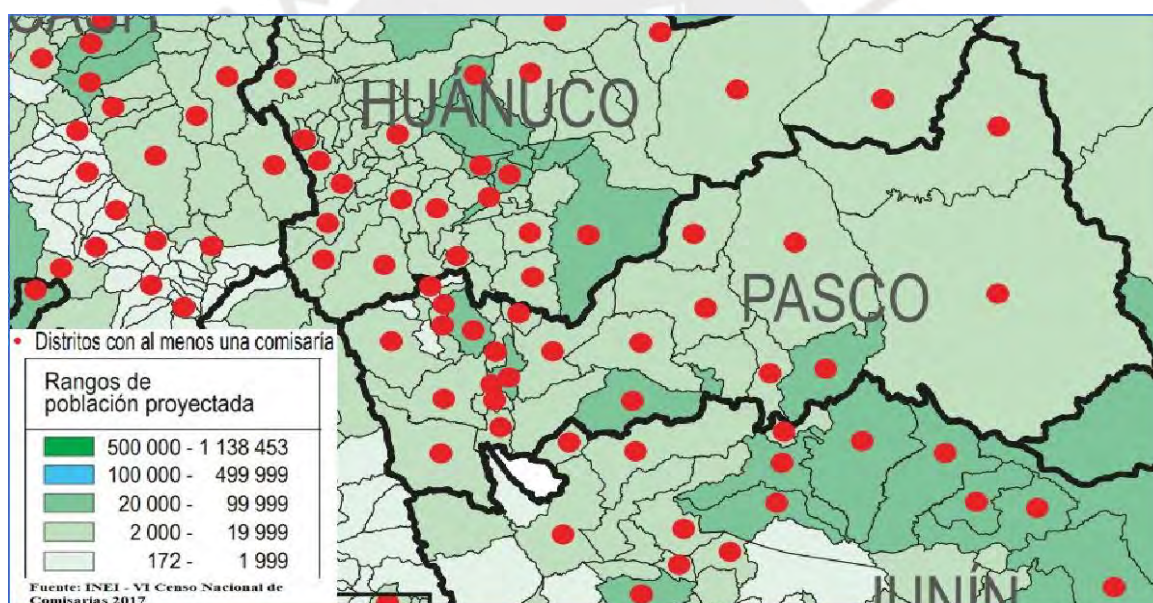 HUÁNUCO
PASCO
• Distritos con al menos una comisaría
Rangos de
población proyectada
500 000 - 1 138 453
100 000 - 499 999
20 000 - 99 999
2 000 - 19 999
172 - 1 999
Fuente: INEI - VI Censo Nacional de
Comisarías 2017
JUNÍN